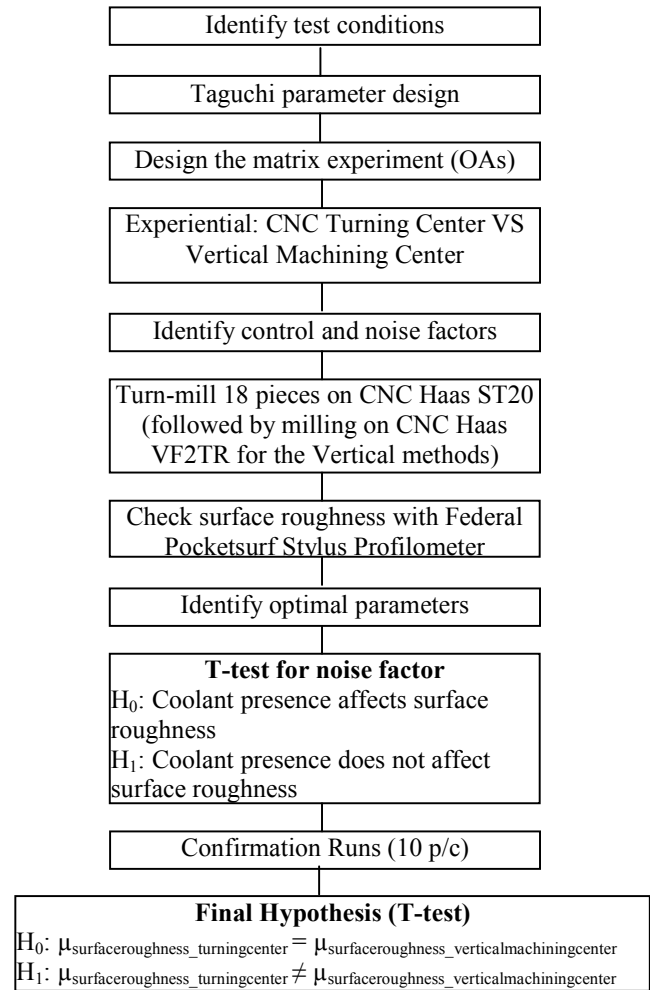 Identify test conditions
Taguchi parameter design
Design the matrix experiment (OAs)
Experiential: CNC Turning Center VS
Vertical Machining Center
Identify control and noise factors
Turn-mill 18 pieces on CNC Haas ST20
(followed by milling on CNC Haas
VF2TR for the Vertical methods)
Check surface roughness with Federal
Pocketsurf Stylus Profilometer
Identify optimal parameters
T-test for noise factor
H₀: Coolant presence affects surface
roughness
H₁: Coolant presence does not affect
surface roughness
Confirmation Runs (10 p/c)
Final Hypothesis (T-test)
H₀: μsurfaceroughness_turningcenter = μsurfaceroughness_verticalmachiningcenter
H₁: μsurfaceroughness_turningcenter ≠ μsurfaceroughness_verticalmachiningcenter